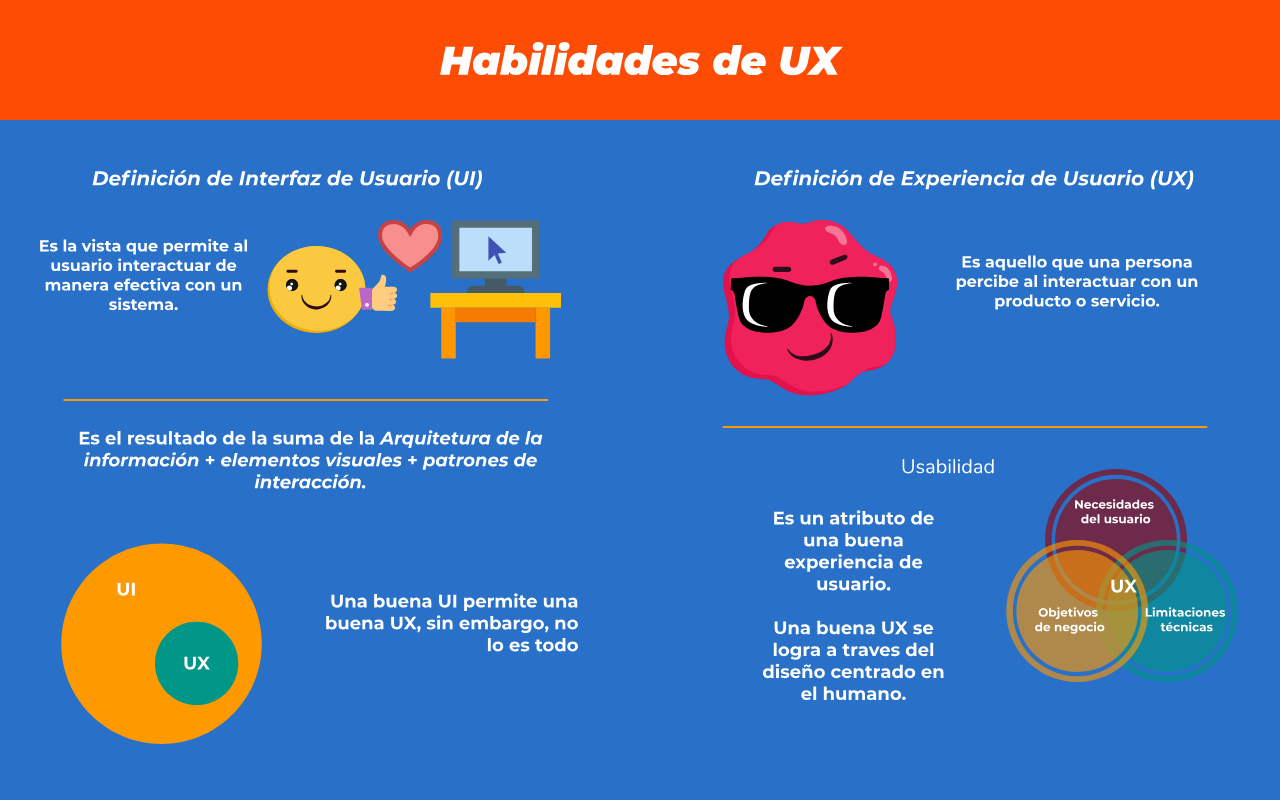 Habilidades de UX
Definición de Interfaz de Usuario (UI)
Es la vista que permite al
usuario interactuar de
manera efectiva con un
sistema.
Es el resultado de la suma de la Arquitetura de la
información + elementos visuales + patrones de
interacción.
UI
UX
Una buena UI permite una
buena UX, sin embargo, no
lo es todo
Definición de Experiencia de Usuario (UX)
Es aquello que una persona
percibe al interactuar con un
producto o servicio.
Usabilidad
Es un atributo de
una buena
experiencia de
usuario.
Una buena UX se
logra a traves del
diseño centrado en
el humano.
Necesidades
del usuario
UX
Objetivos
de negocio
Limitaciones
técnicas